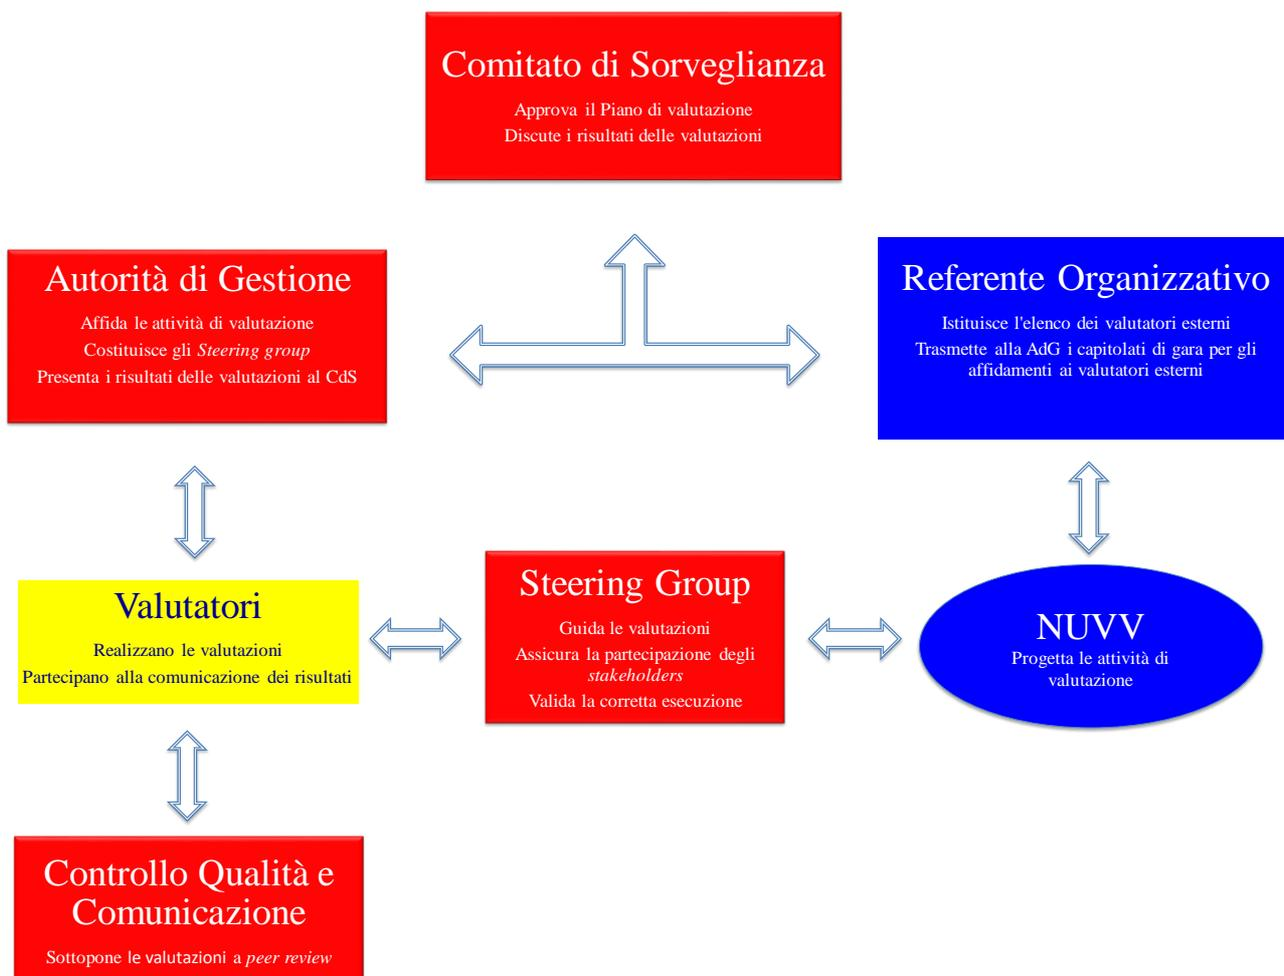 Comitato di Sorveglianza
Approva il Piano di valutazione
Discute i risultati delle valutazioni
Autorità di Gestione
Affida le attività di valutazione
Costituisce gli Steering group
Presenta i risultati delle valutazioni al CdS
Referente Organizzativo
Istituisce l'elenco dei valutatori esterni
Trasmette alla AdG i capitolati di gara per gli
affidamenti ai valutatori esterni
Valutatori
Realizzano le valutazioni
Partecipano alla comunicazione dei risultati
Steering Group
Guida le valutazioni
Assicura la partecipazione degli
stakeholders
Valida la corretta esecuzione
NUVV
Progetta le attività di
valutazione
Controllo Qualità e
Comunicazione
Sottopone le valutazioni a peer review